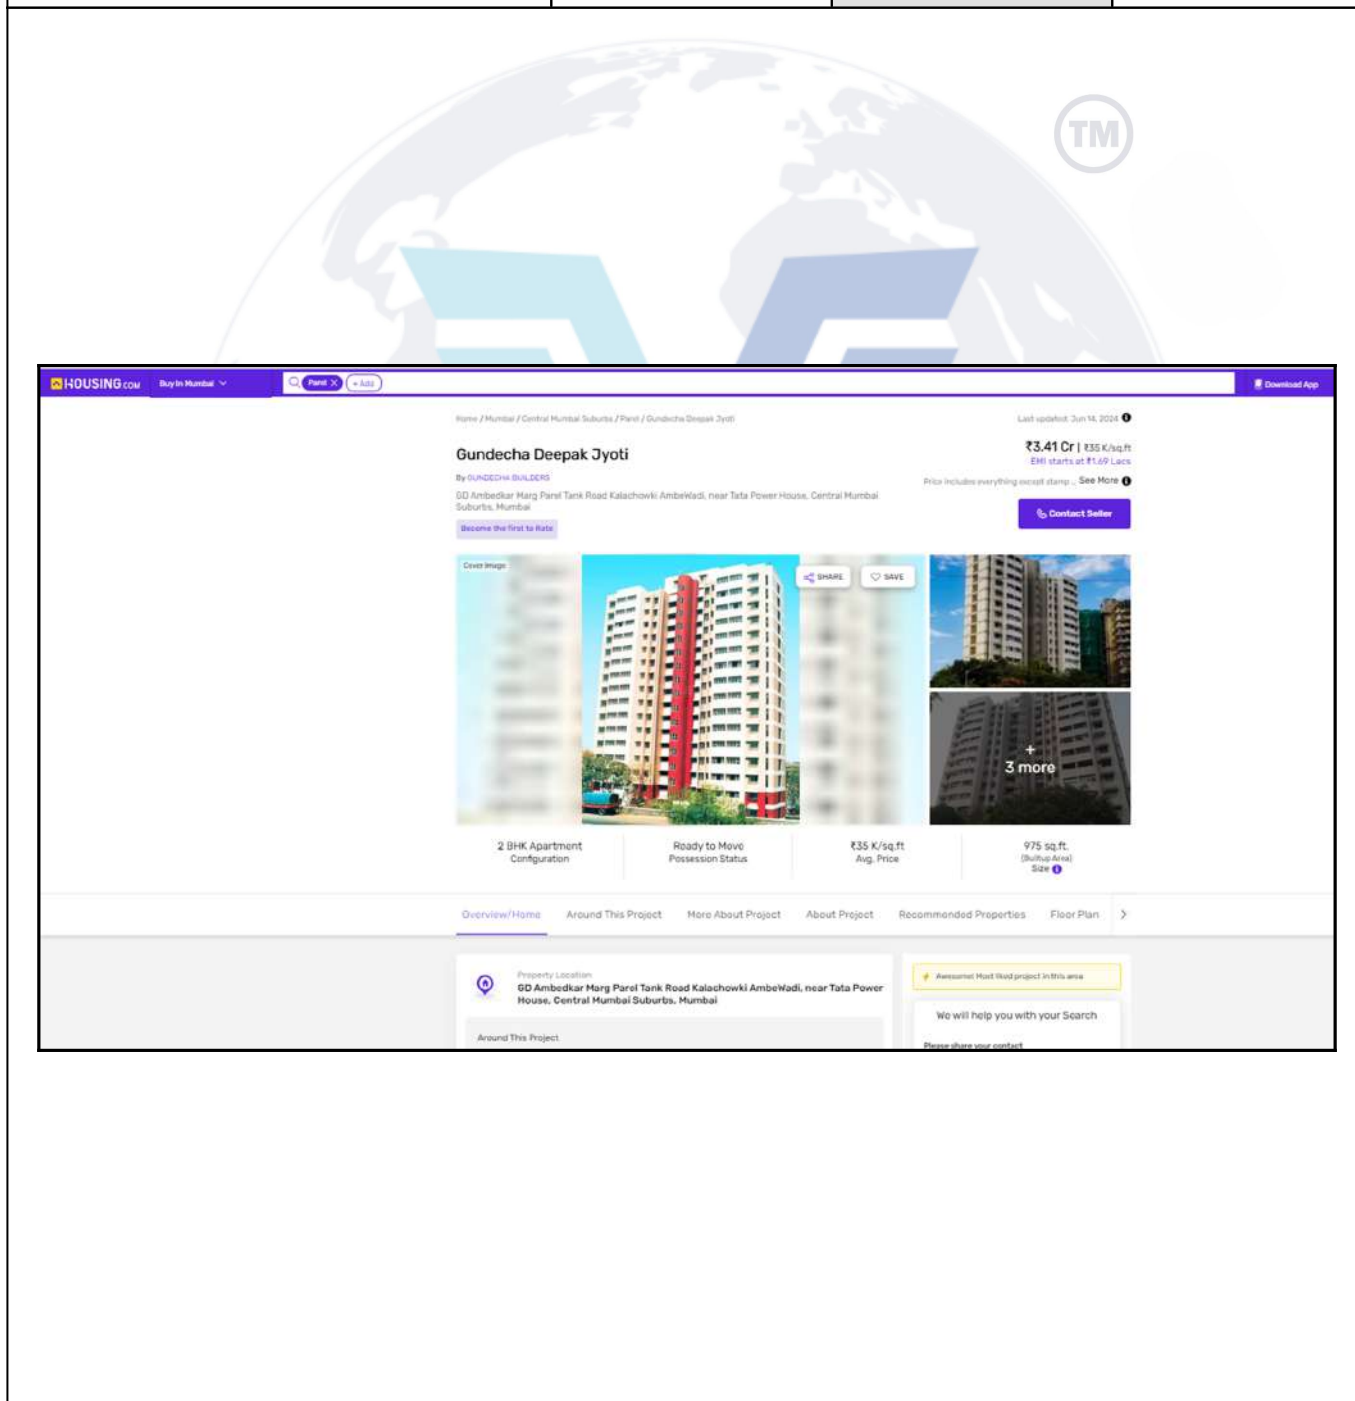 TM
HOUSING.COM Buy In Mumbai Parel X + Add Download App
Home / Mumbai / Central Mumbai Suburbs / Parel / Gundecha Deepak Jyoti Last updated: Jun 14, 2024
Gundecha Deepak Jyoti
₹3.41 Cr | ₹35 K/sq.ft
EMI starts at ₹1.69 Lacs
By GUNDECHA BUILDERS
Price includes everything except stamp ... See More
GD Ambedkar Marg Parel Tank Road Kalachowki AmbeWadi, near Tata Power House, Central Mumbai
Suburbs, Mumbai
Contact Seller
Become the first to Rate
Cover Image
SHARE
SAVE
+
3 more
2 BHK Apartment
Configuration
Ready to Move
Possession Status
₹35 K/sq.ft
Avg. Price
975 sq.ft.
(Builtup Area)
Size
Overview/Home Around This Project More About Project About Project Recommended Properties Floor Plan
Property Location
GD Ambedkar Marg Parel Tank Road Kalachowki AmbeWadi, near Tata Power
House, Central Mumbai Suburbs, Mumbai
Around This Project
Awesome! Most liked project in this area
We will help you with your Search
Please share your contact